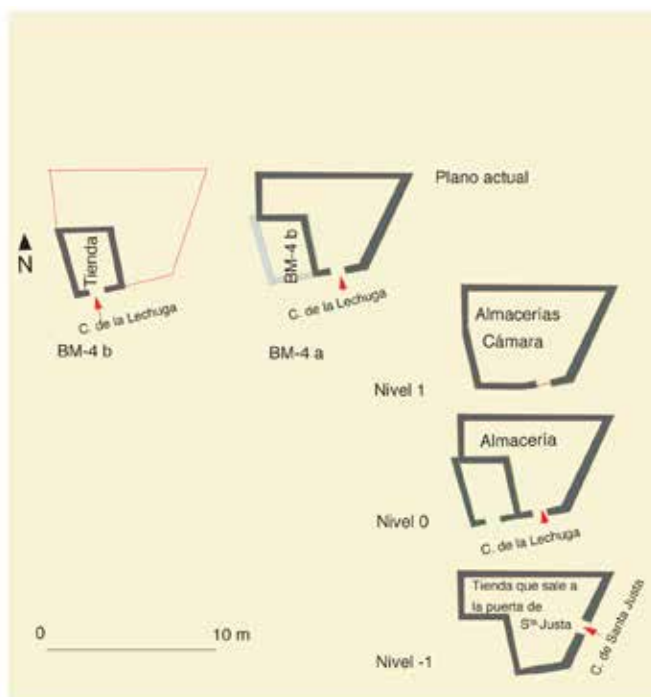 Plano actual
Tienda
BM-4 b
N
C. de la Lechuga
C. de la Lechuga
BM-4 b
BM-4 a
Almacerias
Cámara
Nivel 1
Almaceria
Nivel 0
C. de la Lechuga
Tienda que sale a
la puerta de
Sta Justa
C. de Santa Justa
0
10 m
Nivel -1